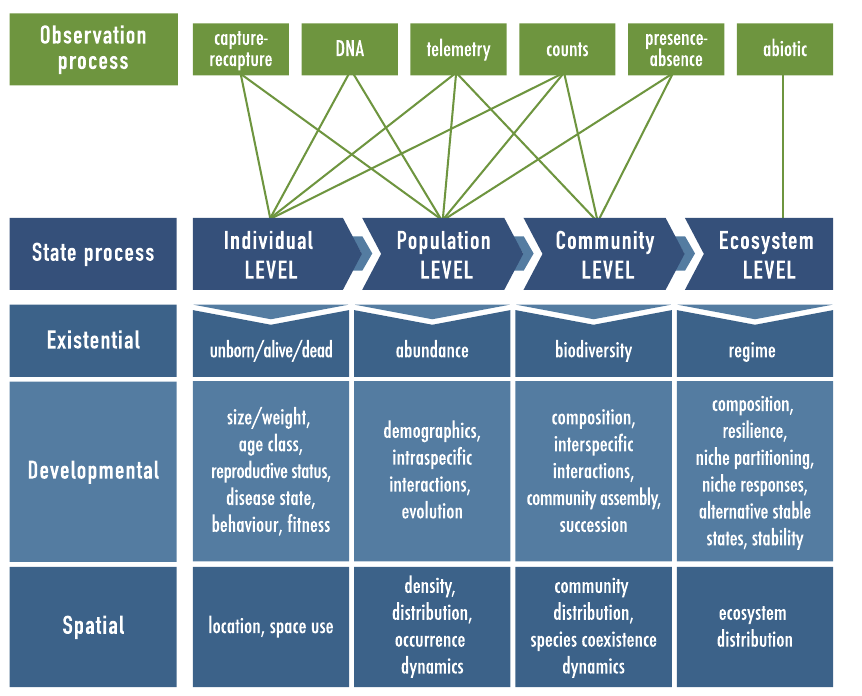 Observation
process
capture-
recapture
DNA
telemetry
counts
presence-
absence
abiotic
State process
Individual
LEVEL
Population
LEVEL
Community
LEVEL
Ecosystem
LEVEL
Existential
unborn/alive/dead
abundance
biodiversity
regime
Developmental
size/weight,
age class,
reproductive status,
disease state,
behaviour, fitness
demographics,
intraspecific
interactions,
evolution
composition,
interspecific
interactions,
community assembly,
succession
composition,
resilience,
niche partitioning,
niche responses,
alternative stable
states, stability
Spatial
location, space use
density,
distribution,
occurrence
dynamics
community
distribution,
species coexistence
dynamics
ecosystem
distribution